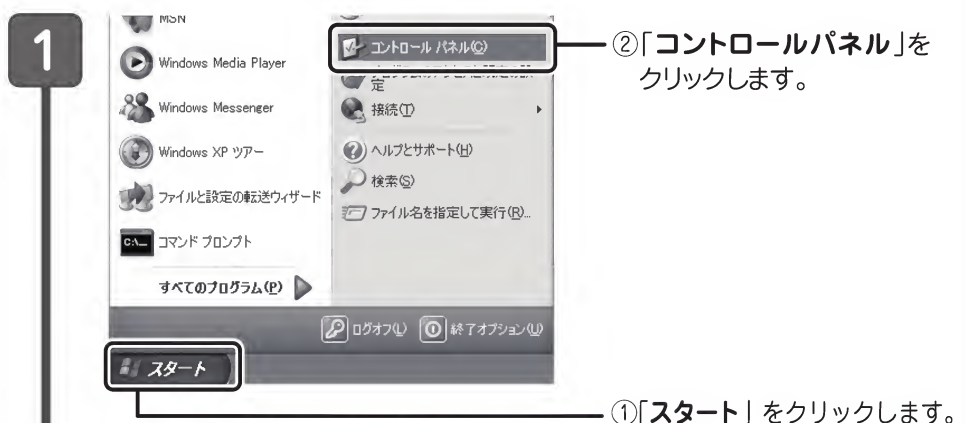 1
MSN
Windows Media Player
Windows Messenger
Windows XP ツアー
ファイルと設定の転送ウィザード
C:\_
コマンド プロンプト
すべてのプログラム(P)
コントロール パネル(C)
定
接続(T)
ヘルプとサポート(H)
検索(S)
ファイル名を指定して実行(R)...
ログオフ(L) 終了オプション(U)
スタート
②「コントロールパネル」を
クリックします。
①「スタート」をクリックします。